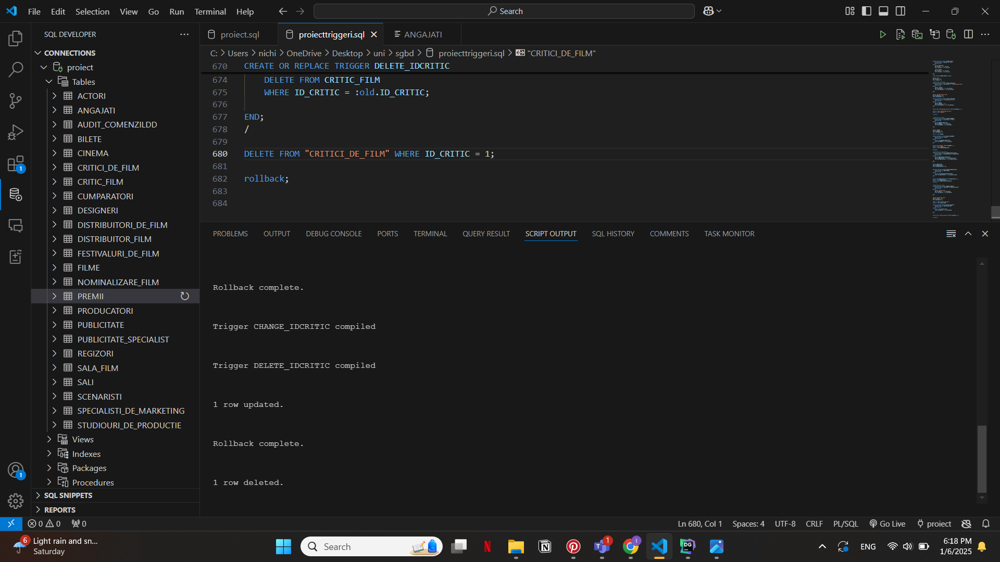 File Edit Selection View Go Run Terminal Help
Search
SQL DEVELOPER
proiect.sql
proiecttriggeri.sql
ANGAJATI
CONNECTIONS
proiect
Tables
ACTORI
ANGAJATI
AUDIT_COMENZILDD
BILETE
CINEMA
CRITICI_DE_FILM
CRITIC_FILM
CUMPARATORI
DESIGNERI
DISTRIBUITORI_DE_FILM
DISTRIBUITOR_FILM
FESTIVALURI_DE_FILM
FILME
NOMINALIZARE_FILM
PREMII
PRODUCATORI
PUBLICITATE
PUBLICITATE_SPECIALIST
REGIZORI
SALA_FILM
SALI
SCENARISTI
SPECIALISTI_DE_MARKETING
STUDIOURI_DE_PRODUCTIE
Views
Indexes
Packages
Procedures
SQL SNIPPETS
REPORTS
C: > Users > nichi > OneDrive > Desktop > uni > sgbd > proiecttriggeri.sql > "CRITICI_DE_FILM"
670 CREATE OR REPLACE TRIGGER DELETE_IDCRITIC
674 DELETE FROM CRITIC_FILM
675 WHERE ID_CRITIC = :old.ID_CRITIC;
676
677 END;
678 /
679
680 DELETE FROM "CRITICI_DE_FILM" WHERE ID_CRITIC = 1;
681
682 rollback;
683
684
PROBLEMS OUTPUT DEBUG CONSOLE PORTS TERMINAL QUERY RESULT SCRIPT OUTPUT SQL HISTORY COMMENTS TASK MONITOR
Rollback complete.
Trigger CHANGE_IDCRITIC compiled
Trigger DELETE_IDCRITIC compiled
1 row updated.
Rollback complete.
1 row deleted.
1
1
0 0 0
Ln 680, Col 1 Spaces: 4 UTF-8 CRLF PL/SQL Go Live proiect
6
Light rain and sn...
Saturday
Search
N
1
DG
ENG
6:18 PM
1/6/2025